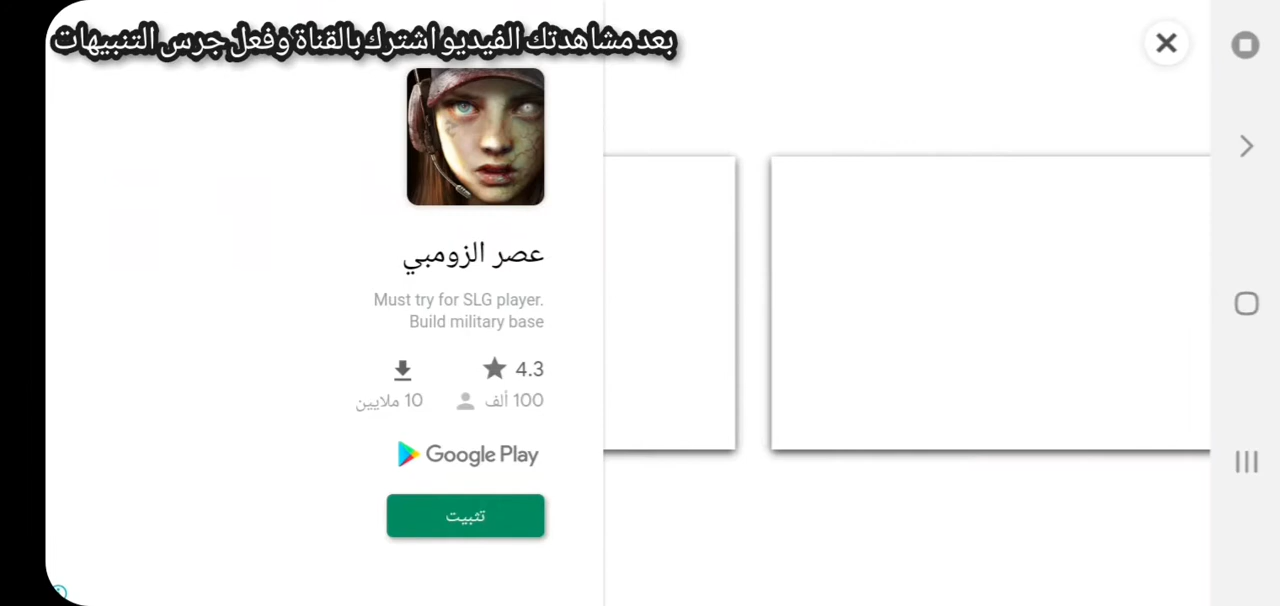 بعد مشاهدتك الفيديو اشترك بالقناة وفعل جرس التنبيهات
عصر الزومبي
Must try for SLG player.
Build military base
4.3
100 ألف
10 ملايين
Google Play
تثبيت